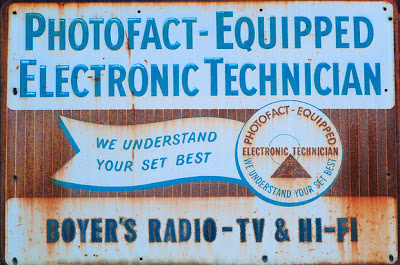 PHOTOFACT-EQUIPPED
ELECTRONIC TECHNICIAN
WE UNDERSTAND
YOUR SET BEST
PHOTOFACT-EQUIPPED
ELECTRONIC TECHNICIAN
WE UNDERSTAND YOUR SET BEST
BOYER'S RADIO-TV & HI-FI